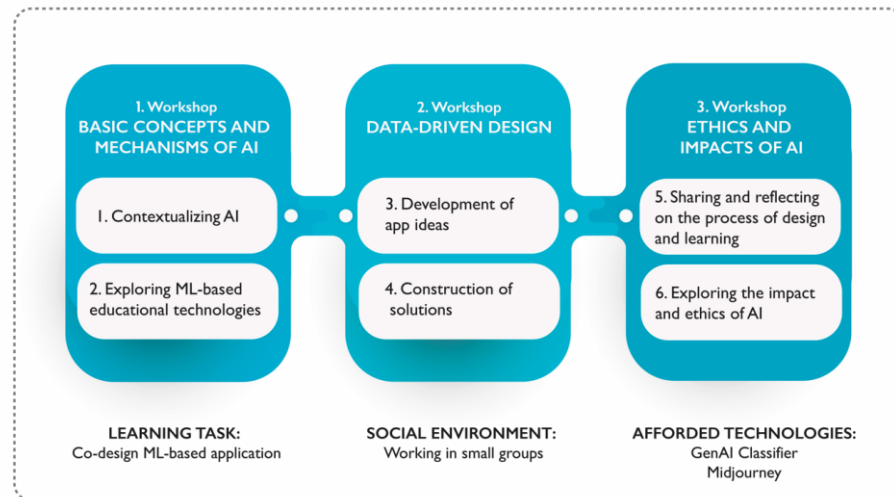 1. Workshop
BASIC CONCEPTS AND
MECHANISMS OF AI
1. Contextualizing AI
2. Exploring ML-based
educational technologies
2. Workshop
DATA-DRIVEN DESIGN
3. Development of
app ideas
4. Construction of
solutions
3. Workshop
ETHICS AND
IMPACTS OF AI
5. Sharing and reflecting
on the process of design
and learning
6. Exploring the impact
and ethics of AI
LEARNING TASK:
Co-design ML-based application
SOCIAL ENVIRONMENT:
Working in small groups
AFFORDED TECHNOLOGIES:
GenAI Classifier
Midjourney